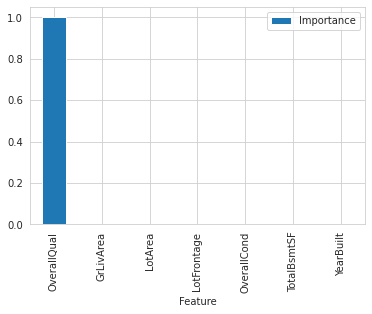 Importance
1.0
0.8
0.6
0.4
0.2
0.0
OverallQual
GrLivArea
LotArea
LotFrontage
OverallCond
TotalBsmtSF
YearBuilt
Feature